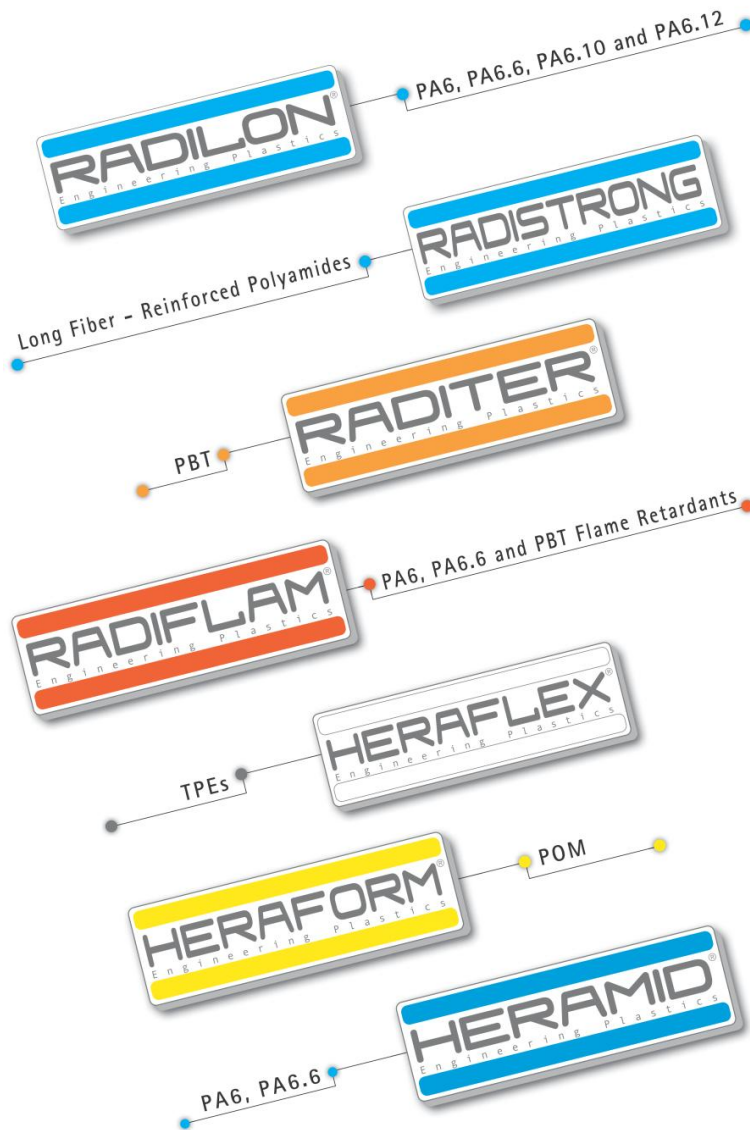 PA6, PA6.6, PA6.10 and PA6.12
RADILON®
Engineering Plastics
RADISTRONG
Engineering Plastics
Long Fiber - Reinforced Polyamides
RADITER®
Engineering Plastics
PBT
PA6, PA6.6 and PBT Flame Retardants
RADIFLAM®
Engineering Plastics
HERAFLEX®
Engineering Plastics
TPEs
POM
HERAFORM®
Engineering Plastics
HERAMID®
Engineering Plastics
PA6, PA6.6